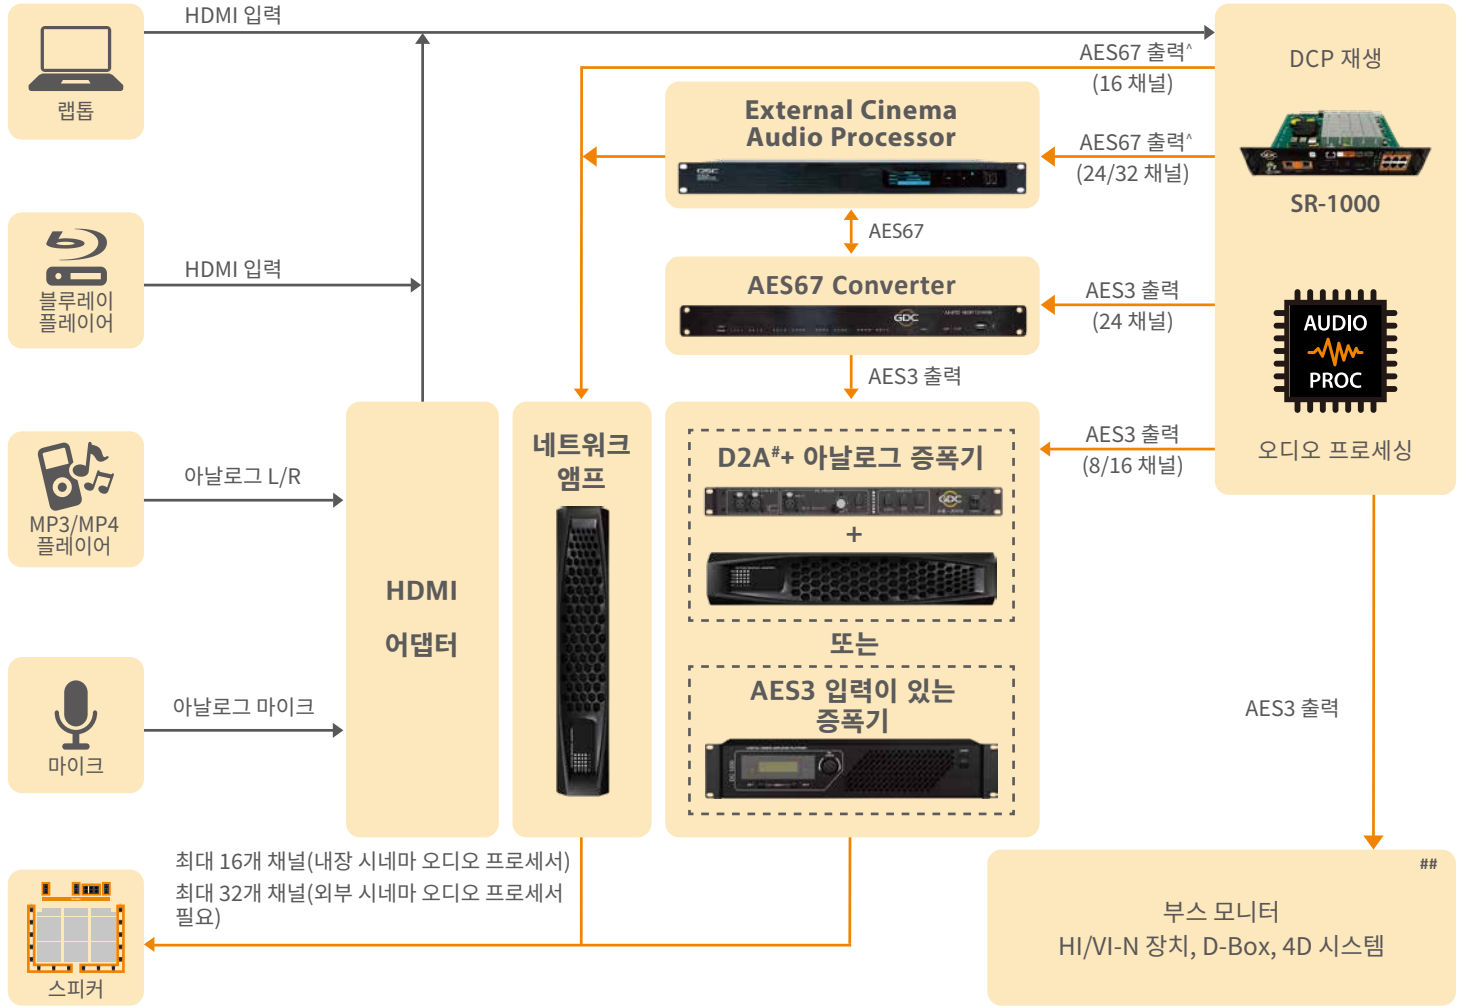 HDMI 입력
랩톱
AES67 출력^
(16 채널)
DCP 재생
External Cinema
Audio Processor
QSC
AES67 출력^
(24/32 채널)
SR-1000
HDMI 입력
블루레이
플레이어
AES67
AES67 Converter
GDC
AES3 출력
(24 채널)
AUDIO
PROC
오디오 프로세싱
AES3 출력
아날로그 L/R
MP3/MP4
플레이어
HDMI
어댑터
네트워크
앰프
D2A#+ 아날로그 증폭기
GDC
+
또는
AES3 입력이 있는
증폭기
AES3 출력
(8/16 채널)
아날로그 마이크
마이크
AES3 출력
최대 16개 채널(내장 시네마 오디오 프로세서)
최대 32개 채널(외부 시네마 오디오 프로세서
필요)
스피커
##
부스 모니터
HI/VI-N 장치, D-Box, 4D 시스템